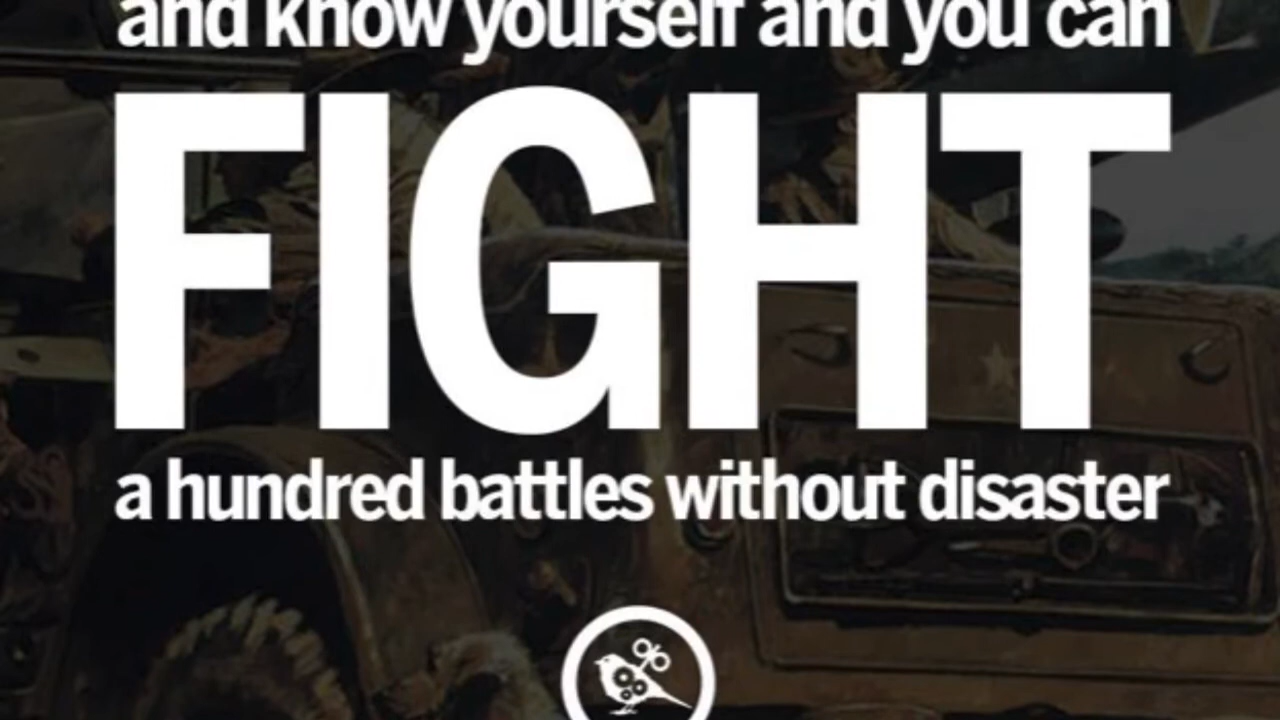 and know yourself and you can
FIGHT
a hundred battles without disaster